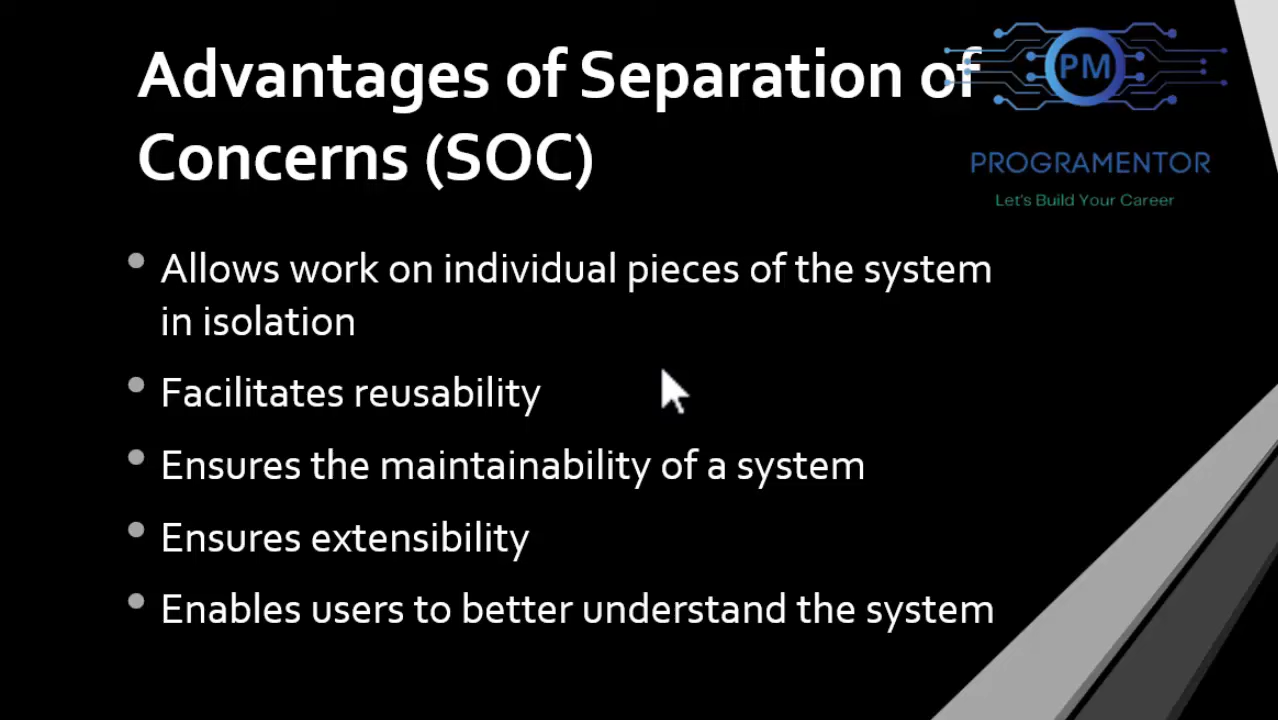 Advantages of Separation of
Concerns (SOC)
PM
PROGRAMENTOR
Let's Build Your Career
Allows work on individual pieces of the system
in isolation
Facilitates reusability
Ensures the maintainability of a system
Ensures extensibility
Enables users to better understand the system